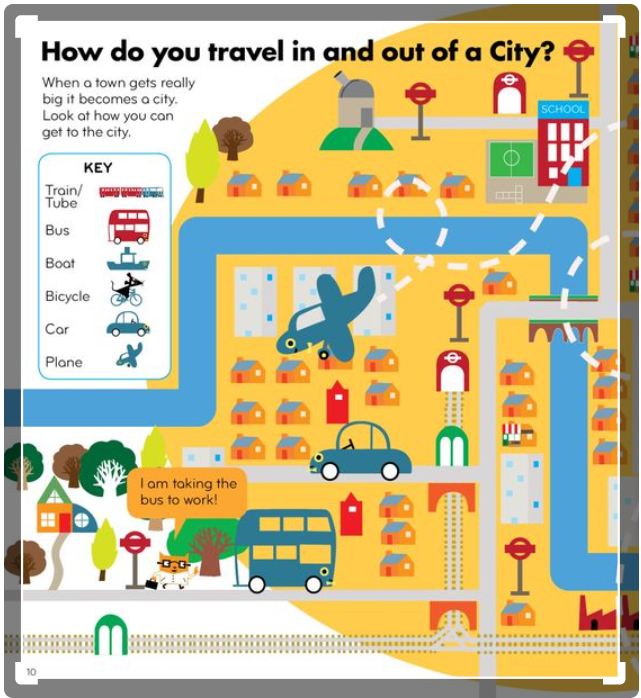 How do you travel in and out of a City?
When a town gets really
big it becomes a city.
Look at how you can
get to the city.
KEY
Train/
Tube
Bus
Boat
Bicycle
Car
Plane
SCHOOL
I am taking the
bus to work!
10